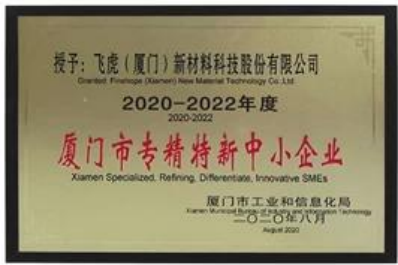 授予：飞虎（厦门）新材料科技股份有限公司
Granted: Finshope (Xiamen) New Material Technology Co.,Ltd.
2020-2022年度
2020-2022
厦门市专精特新中小企业
Xiamen Specialized, Refining, Differentiate, Innovative SMEs
厦门市工业和信息化局
Xiamen Municipal Bureau of Industry and Information Technology
二〇二〇年八月
August 2020